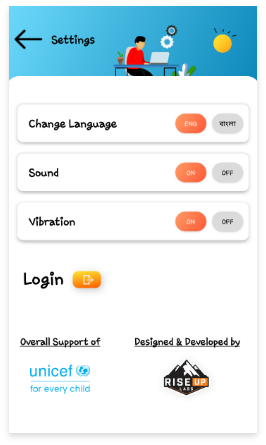 Settings
Change Language ENG বাংলা
Sound ON OFF
Vibration ON OFF
Login
Overall Support of Designed & Developed by
unicef RISE UP
for every child LABS